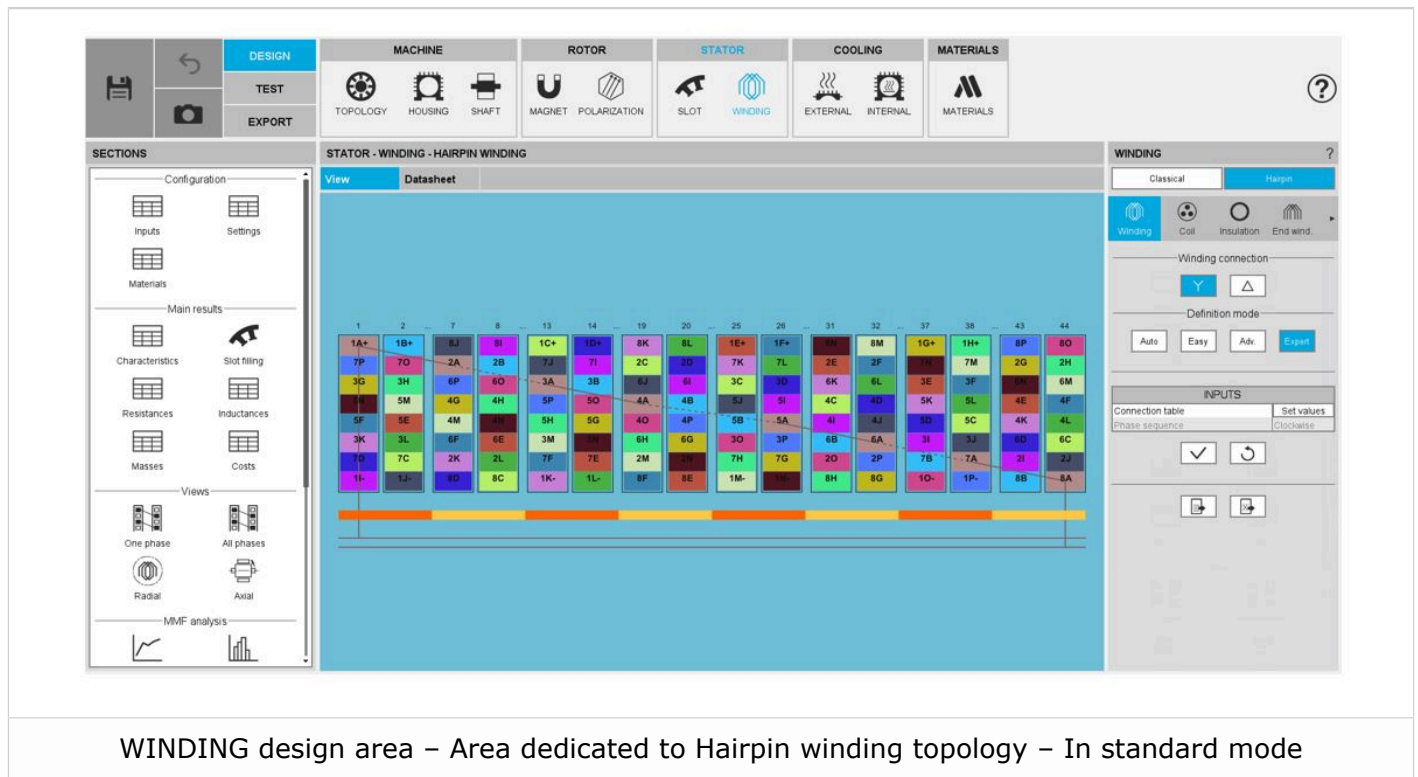 DESIGN
TEST
EXPORT
MACHINE ROTOR STATOR COOLING MATERIALS
TOPOLOGY HOUSING SHAFT MAGNET POLARIZATION SLOT WINDING EXTERNAL INTERNAL MATERIALS
?
SECTIONS
Configuration
Inputs Settings
Materials
Main results
Characteristics Slot filling
Resistances Inductances
Masses Costs
Views
One phase All phases
Radial Axial
MMF analysis
STATOR - WINDING - HAIRPIN WINDING
View Datasheet
1 2 ... 7 8 ... 13 14 ... 19 20 ... 25 26 ... 31 32 ... 37 38 ... 43 44
1A+ 1B+ 8J 8I 1C+ 1D+ 8K 8L 1E+ 1F+ 8M 1G+ 1H+ 8P 8O
7P 7O 2A 2B 7J 7I 2C 2D 7K 7L 2E 2F 7M 2G 2H
3G 3H 6P 6O 3A 3B 6J 6I 3C 3D 6K 6L 3E 3F 6M
5M 4G 4H 5P 5O 4A 4B 5J 5I 4C 4D 5K 5L 4E 4F
5F 5E 4M 5H 5G 4O 4P 5B 5A 4I 4J 5D 5C 4K 4L
3K 3L 6F 6E 3M 6H 6G 3O 3P 6B 6A 3I 3J 6D 6C
7D 7C 2K 2L 7F 7E 2M 7H 7G 2O 2P 7B 7A 2I 2J
1I- 1J- 8D 8C 1K- 1L- 8F 8E 1M- 8H 8G 1O- 1P- 8B 8A
WINDING ?
Classical Hairpin
Winding Coil Insulation End wind.
Winding connection
Definition mode
Auto Easy Adv. Expert
INPUTS
Connection table Set values
Phase sequence Clockwise
WINDING design area – Area dedicated to Hairpin winding topology – In standard mode